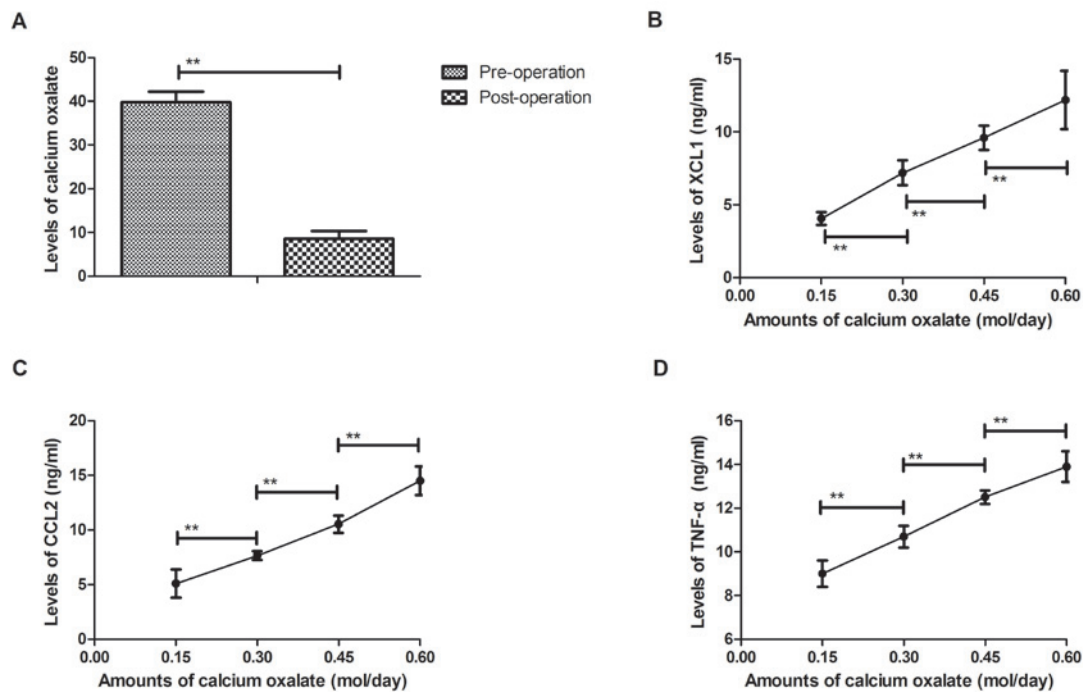 A
Levels of calcium oxalate
50
40
30
20
10
0
**
Pre-operation
Post-operation
B
Levels of XCL1 (ng/ml)
15
10
5
0
**
**
**
0.00 0.15 0.30 0.45 0.60
Amounts of calcium oxalate (mol/day)
C
Levels of CCL2 (ng/ml)
20
15
10
5
0
**
**
**
0.00 0.15 0.30 0.45 0.60
Amounts of calcium oxalate (mol/day)
D
Levels of TNF-α (ng/ml)
16
14
12
10
8
6
**
**
**
0.00 0.15 0.30 0.45 0.60
Amounts of calcium oxalate (mol/day)